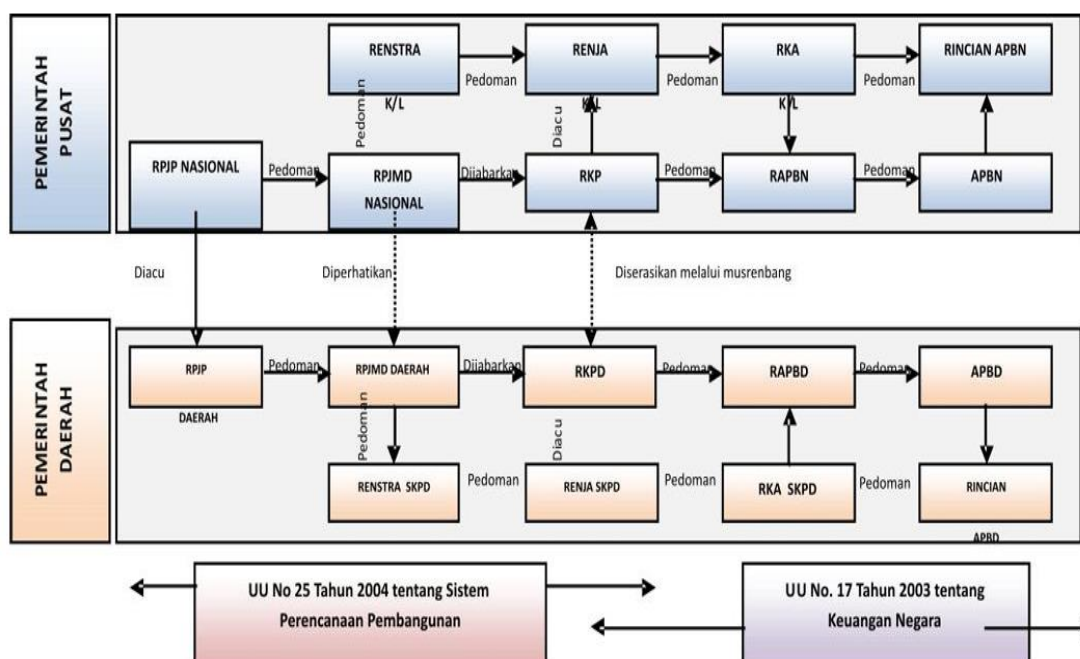 PEMERINTAH
PUSAT
RENSTRA
K/L
Pedoman
RENJA
K/L
Pedoman
RKA
K/L
Pedoman
RINCIAN APBN
Pedoman
Diacu
RPJP NASIONAL
Pedoman
RPJMD
NASIONAL
Dijabarkan
RKP
Pedoman
RAPBN
Pedoman
APBN
Diacu
Diperhatikan
Diserasikan melalui musrenbang
PEMERINTAH
DAERAH
RPJP
DAERAH
Pedoman
RPJMD DAERAH
Dijabarkan
RKPD
Pedoman
RAPBD
Pedoman
APBD
Pedoman
Diacu
RENSTRA SKPD
Pedoman
RENJA SKPD
Pedoman
RKA SKPD
Pedoman
RINCIAN
APBD
UU No 25 Tahun 2004 tentang Sistem
Perencanaan Pembangunan
UU No. 17 Tahun 2003 tentang
Keuangan Negara